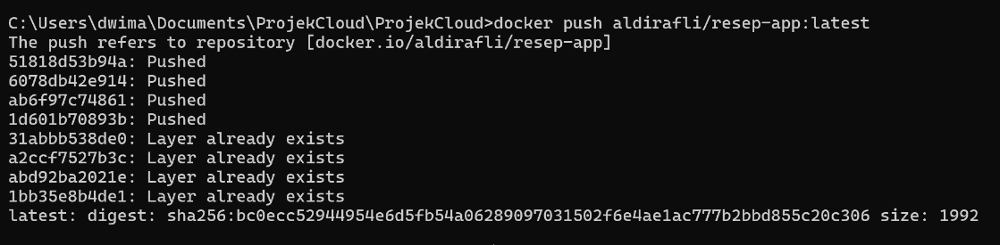 C:\Users\dwima\Documents\ProjekCloud\ProjekCloud>docker push aldirafli/resep-app:latest
The push refers to repository [docker.io/aldirafli/resep-app]
51818d53b94a: Pushed
6078db42e914: Pushed
ab6f97c74861: Pushed
1d601b70893b: Pushed
31abbb538de0: Layer already exists
a2ccf7527b3c: Layer already exists
abd92ba2021e: Layer already exists
1bb35e8b4de1: Layer already exists
latest: digest: sha256:bc0ecc52944954e6d5fb54a06289097031502f6e4ae1ac777b2bbd855c20c306 size: 1992